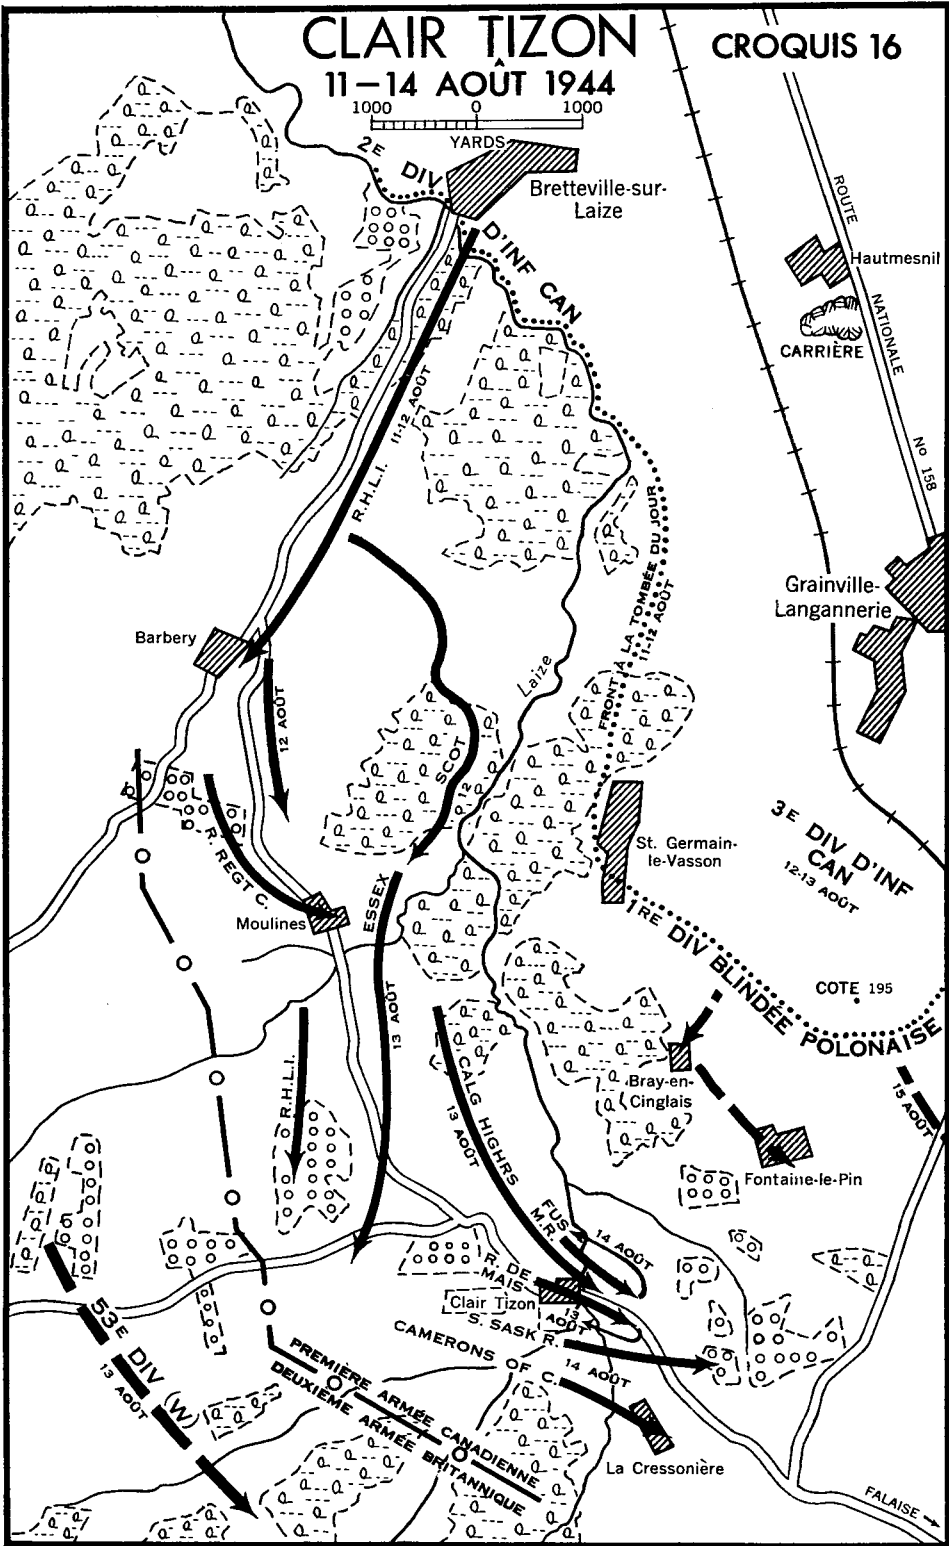 CLAIR TIZON
11–14 AOÛT 1944
CROQUIS 16
1000 0 1000
YARDS
2E DIV D'INF CAN
Bretteville-sur-
Laize
ROUTE NATIONALE No 158
Hautmesnil
CARRIÈRE
R.H.L.I. 11-12 AOÛT
FRONT À LA TOMBÉE DU JOUR
11-12 AOÛT
Grainville-
Langannerie
Barbery
Laize
12 AOÛT
ESSEX SCOT
12
13 AOÛT
R. REGT C.
Moulines
St. Germain-
le-Vasson
3E DIV D'INF
CAN
12-13 AOÛT
1RE DIV BLINDÉE POLONAISE
COTE 195
15 AOÛT
Bray-en-
Cinglais
Fontaine-le-Pin
R.H.L.I.
CALG HIGHRS
13 AOÛT
FUS
M.R.
14 AOÛT
R. DE
MAIS.
Clair Tizon
13
AOÛT
S. SASK R.
14 AOÛT
CAMERONS OF C.
La Cressonière
53E DIV (W)
13 AOÛT
PREMIÈRE ARMÉE CANADIENNE
DEUXIÈME ARMÉE BRITANNIQUE
FALAISE